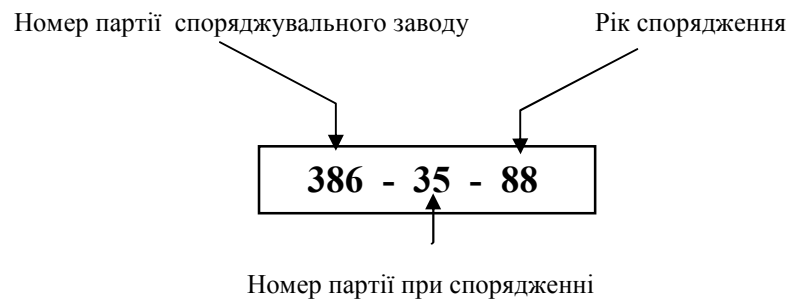 Номер партії споряджувального заводу Рік спорядження
386 - 35 - 88
Номер партії при спорядженні